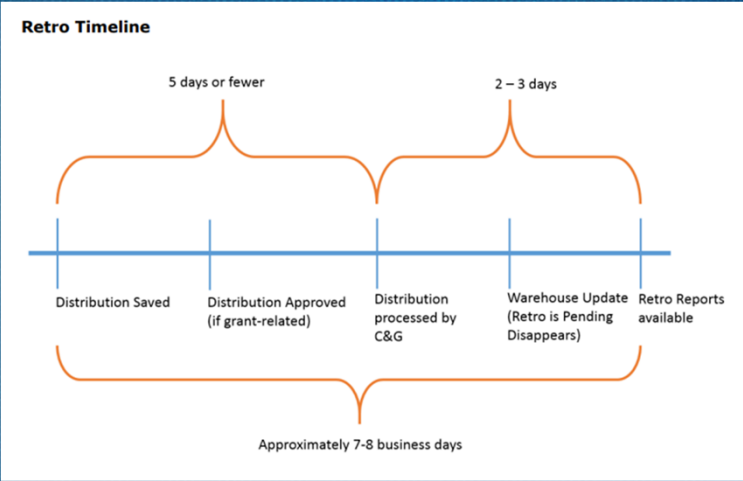 Retro Timeline
5 days or fewer
2 – 3 days
Distribution Saved
Distribution Approved
(if grant-related)
Distribution
processed by
C&G
Warehouse Update
(Retro is Pending
Disappears)
Retro Reports
available
Approximately 7-8 business days